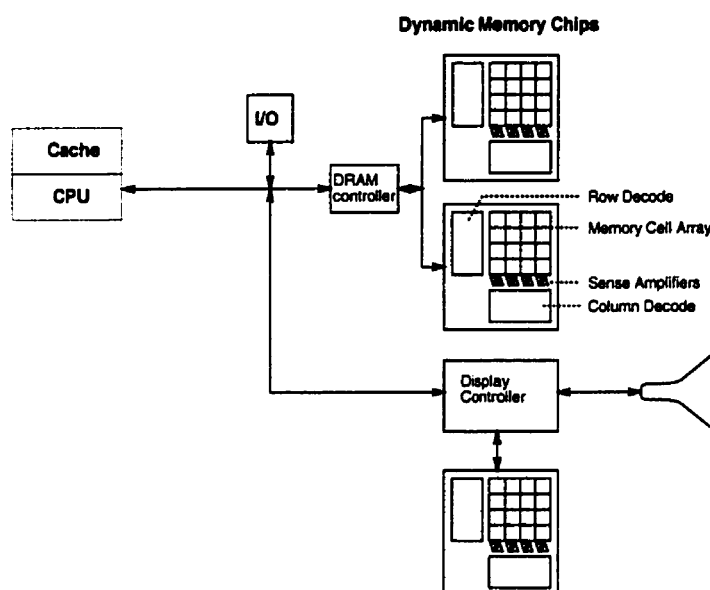 Dynamic Memory Chips
I/O
Cache
CPU
DRAM
controller
Row Decode
Memory Cell Array
Sense Amplifiers
Column Decode
Display
Controller